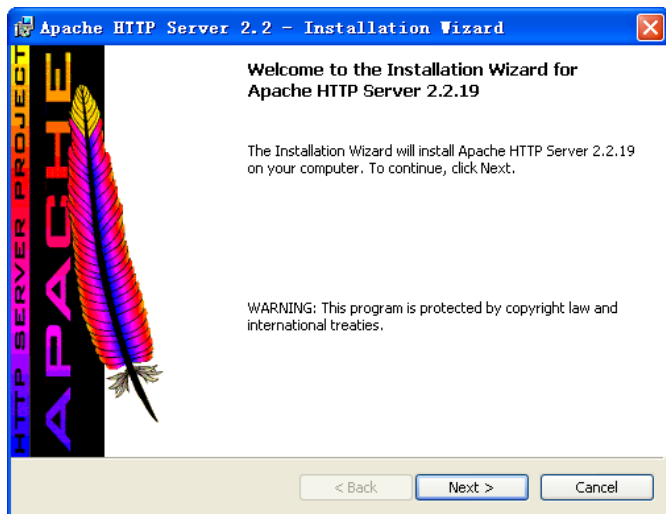 Apache HTTP Server 2.2 - Installation Wizard
HTTP SERVER PROJECT
APACHE
Welcome to the Installation Wizard for
Apache HTTP Server 2.2.19
The Installation Wizard will install Apache HTTP Server 2.2.19
on your computer. To continue, click Next.
WARNING: This program is protected by copyright law and
international treaties.
< Back
Next >
Cancel